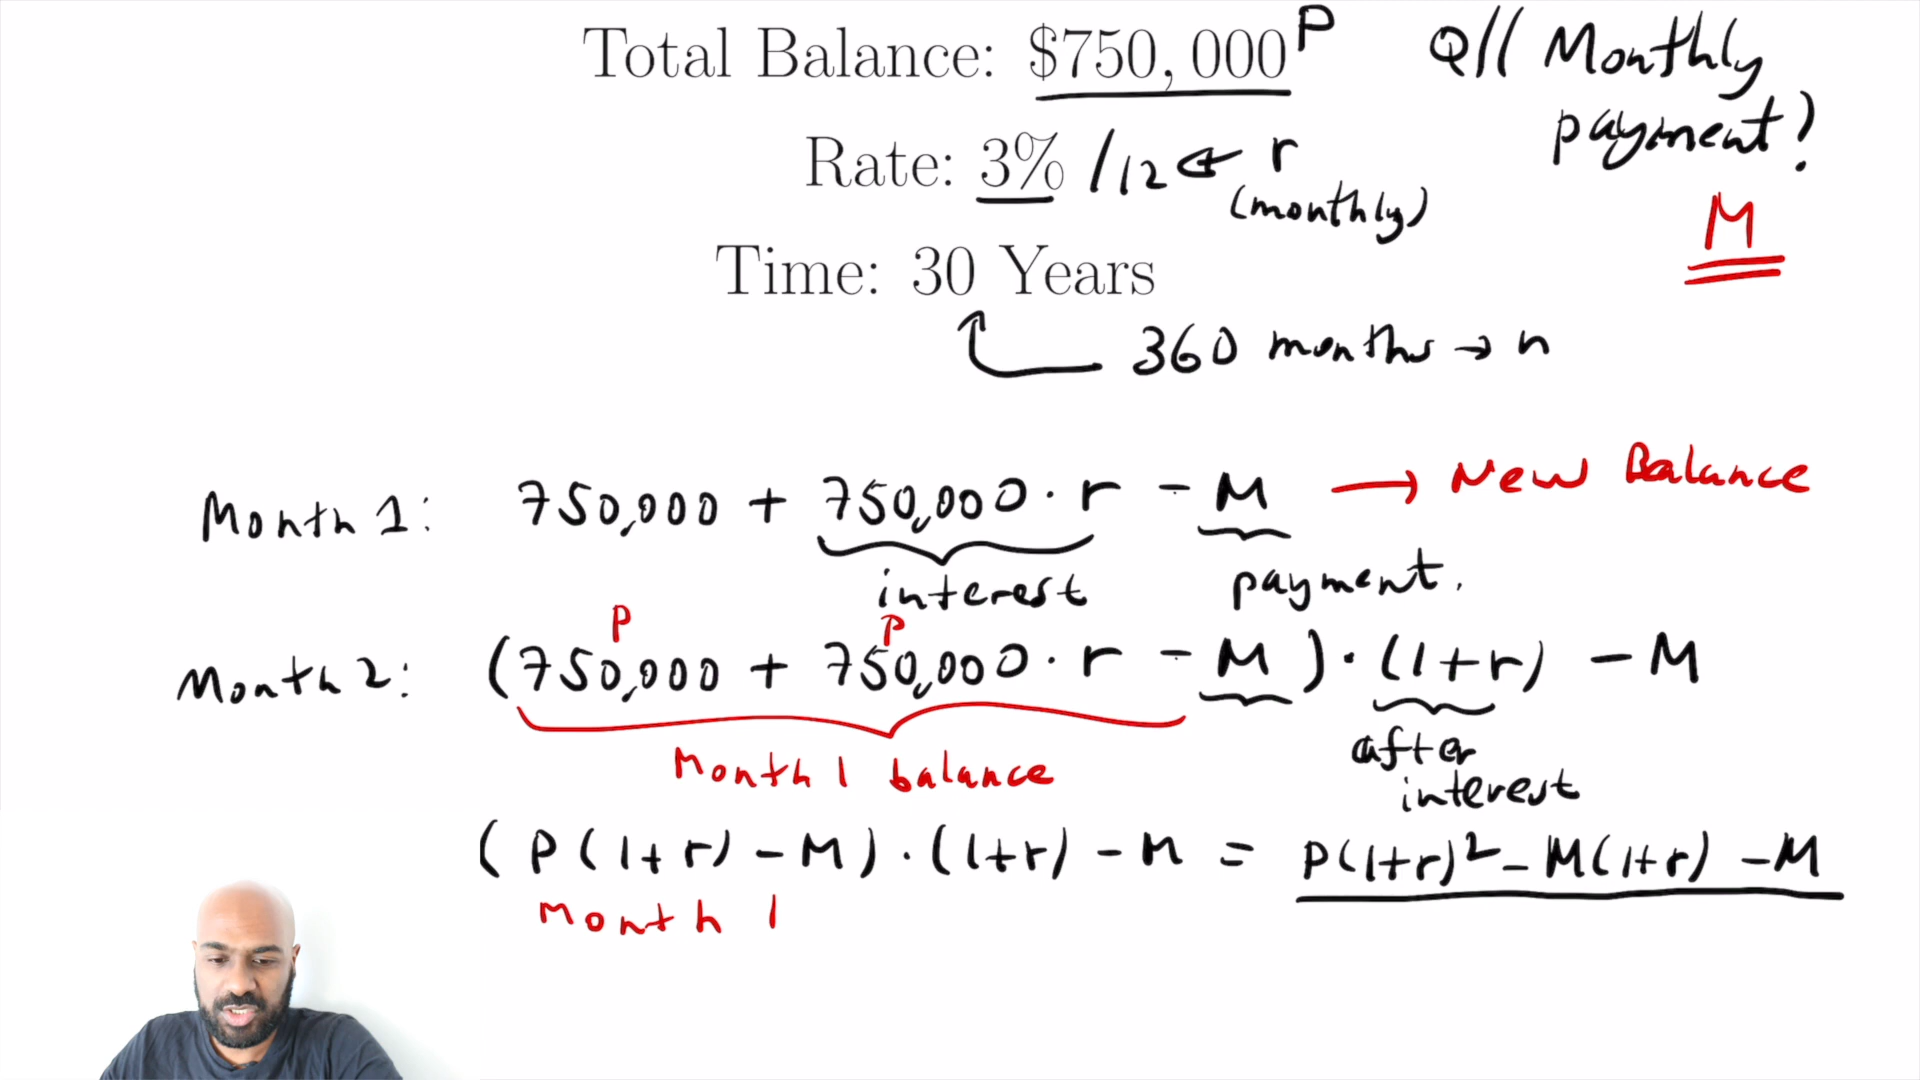 Total Balance: $750,000 P
Q// Monthly payment?
M
Rate: 3% /12 ← r
(monthly)
Time: 30 Years
360 months → n
Month 1: 750,000 + 750,000 · r - M → New Balance
interest
payment.
P
P
Month 2: (750,000 + 750,000 · r - M) · (1+r) - M
Month 1 balance
after interest
(P(1+r) - M) · (1+r) - M = P(1+r)² - M(1+r) - M
Month 1